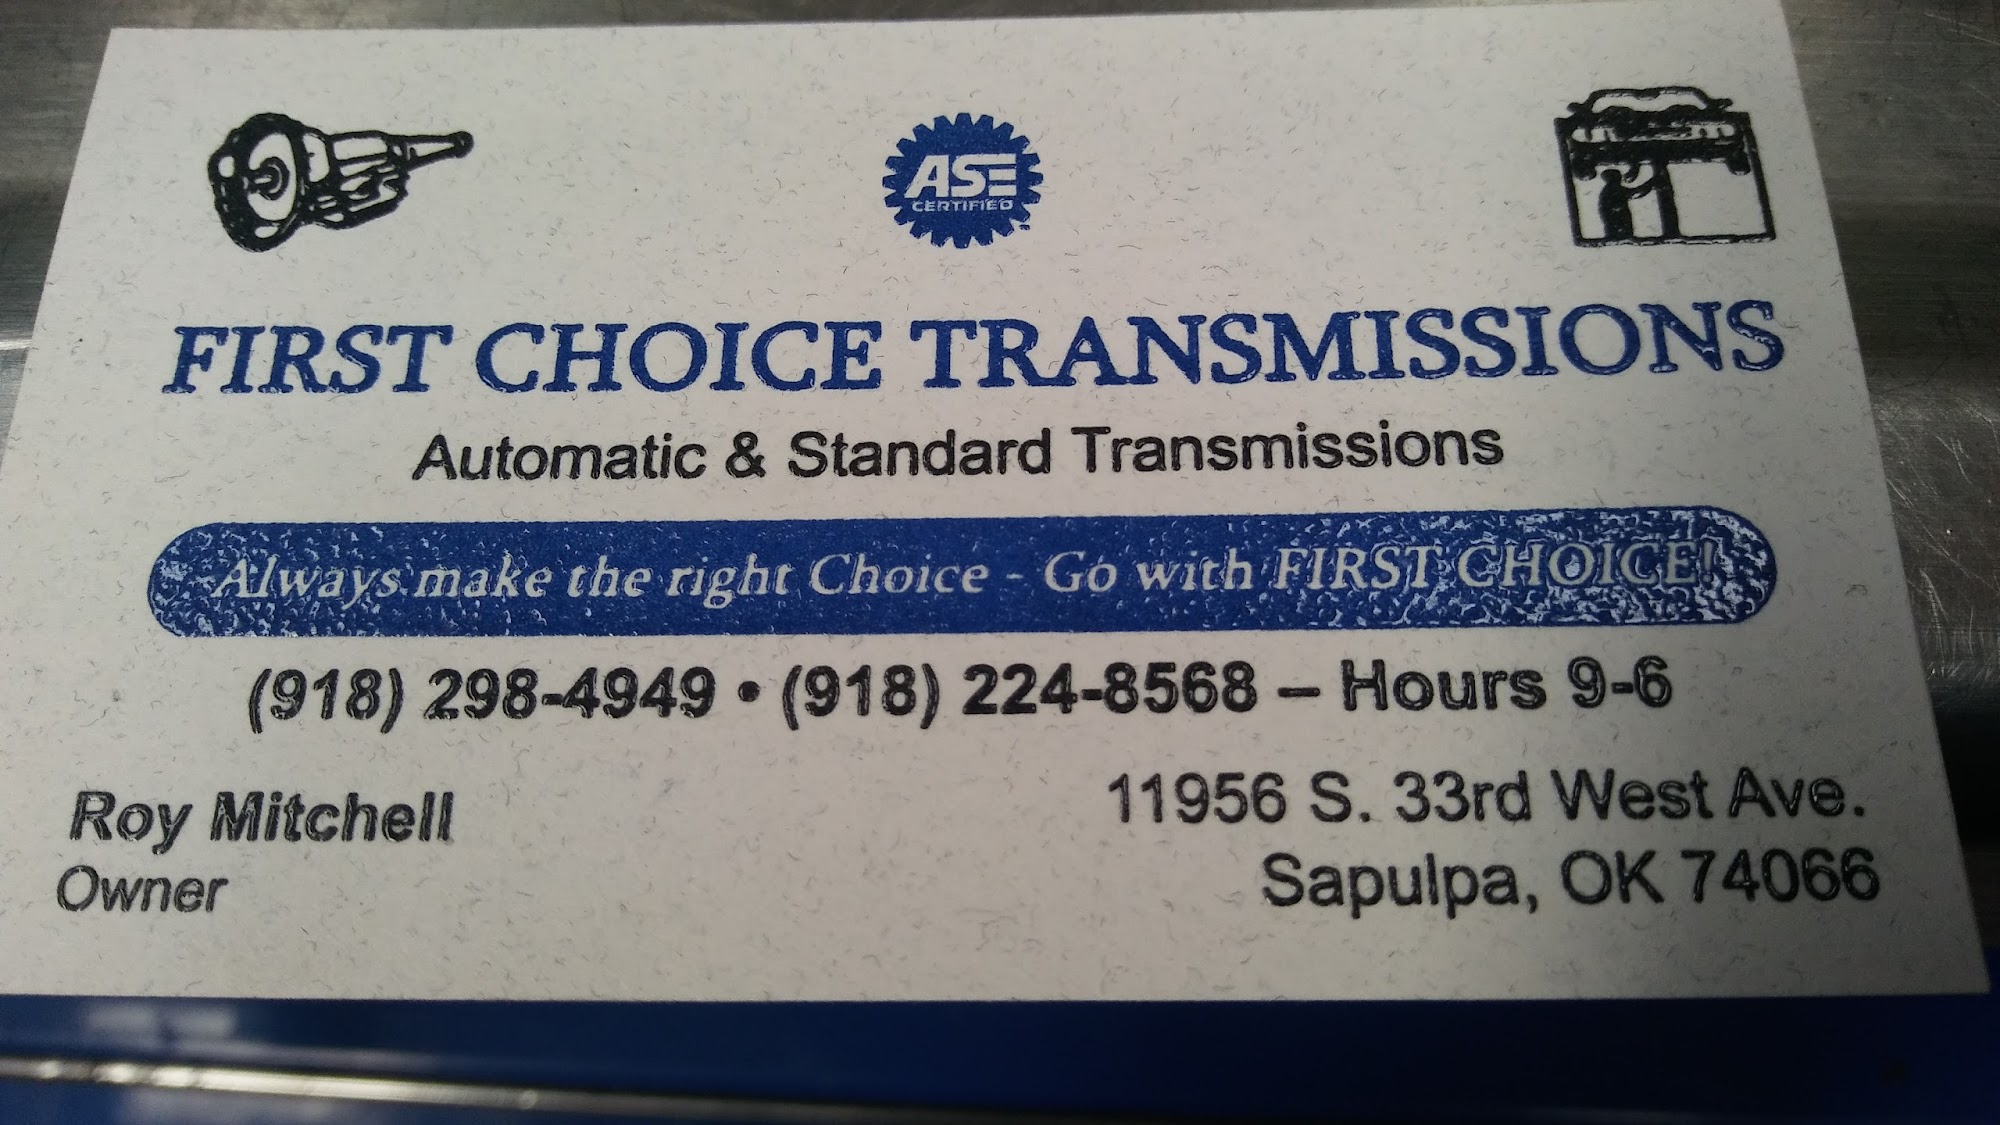 ASE
CERTIFIED
FIRST CHOICE TRANSMISSIONS
Automatic & Standard Transmissions
Always make the right Choice - Go with FIRST CHOICE!
(918) 298-4949 • (918) 224-8568 – Hours 9-6
Roy Mitchell
Owner
11956 S. 33rd West Ave.
Sapulpa, OK 74066